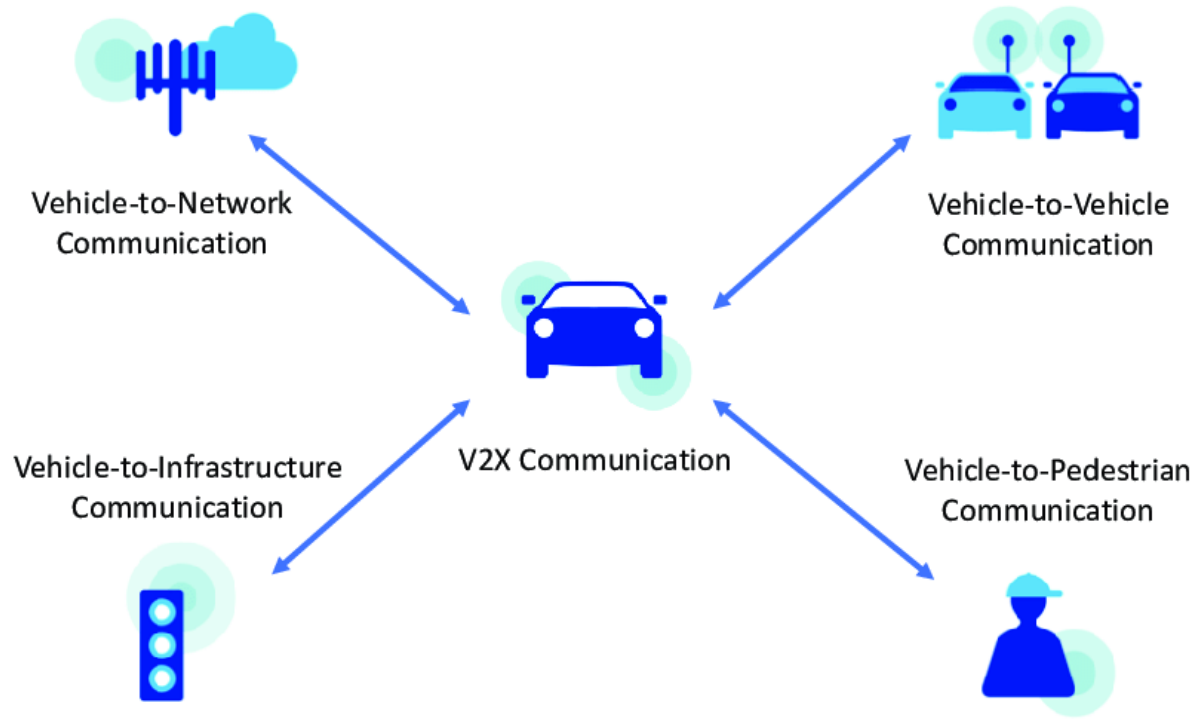 Vehicle-to-Network
Communication
Vehicle-to-Vehicle
Communication
V2X Communication
Vehicle-to-Infrastructure
Communication
Vehicle-to-Pedestrian
Communication